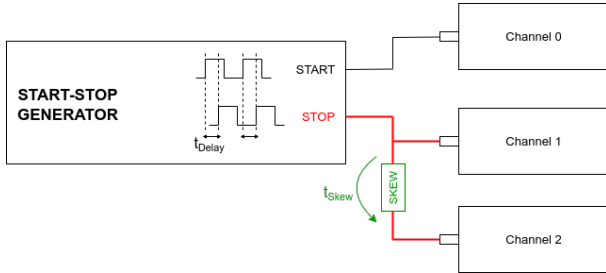 START-STOP
GENERATOR
START
STOP
tDelay
tSkew
SKEW
Channel 0
Channel 1
Channel 2